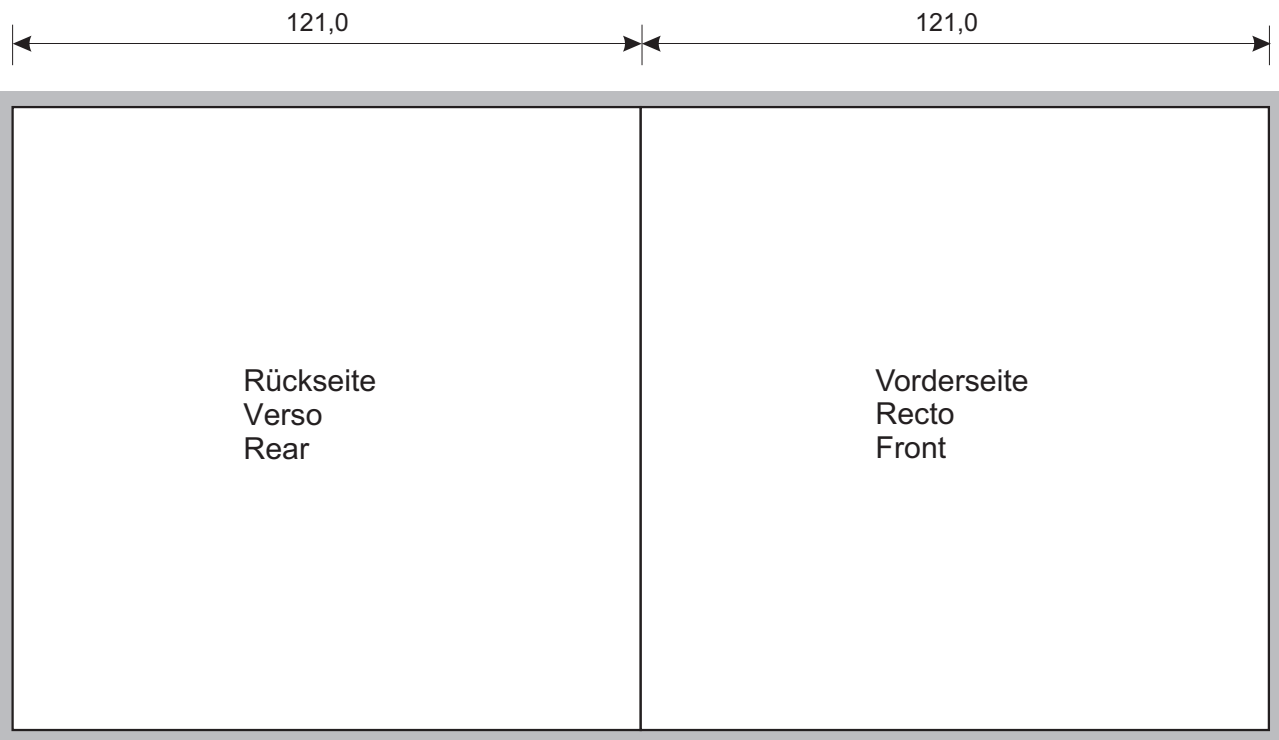 121,0
121,0
Rückseite
Verso
Rear
Vorderseite
Recto
Front